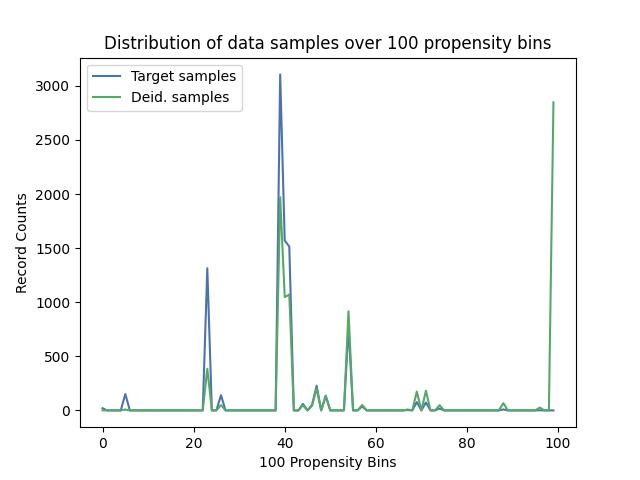 Distribution of data samples over 100 propensity bins
Target samples
Deid. samples
3000
2500
2000
1500
1000
500
0
Record Counts
0 20 40 60 80 100
100 Propensity Bins